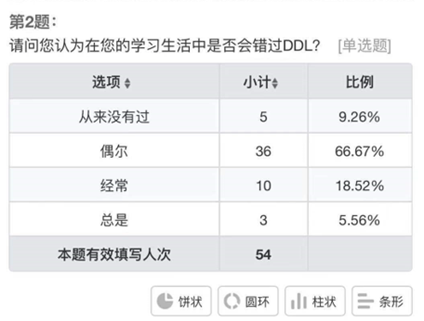 第2题：
请问您认为在您的学习生活中是否会错过DDL? [单选题]
选项 小计 比例
从来没有过 5 9.26%
偶尔 36 66.67%
经常 10 18.52%
总是 3 5.56%
本题有效填写人次 54
饼状 圆环 柱状 条形